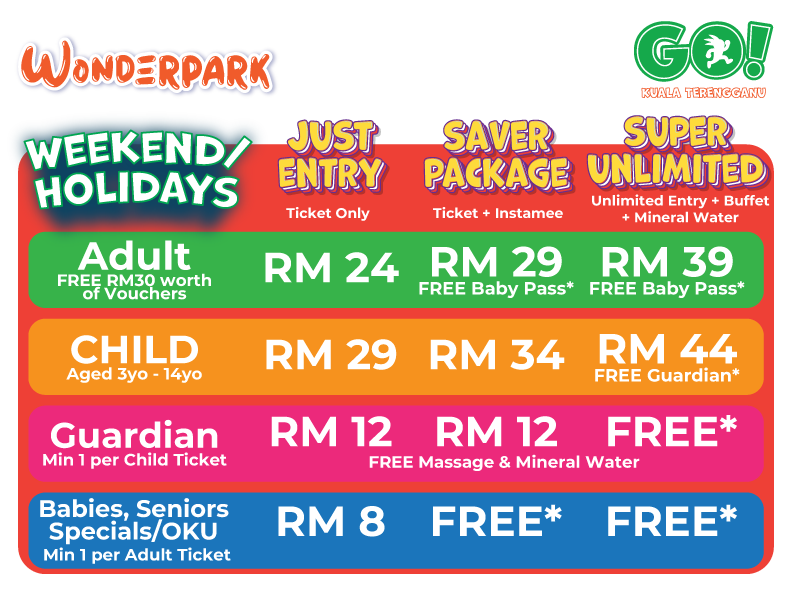 WONDERPARK
GO!
KUALA TERENGGANU
WEEKEND/
HOLIDAYS
JUST
ENTRY
Ticket Only
SAVER
PACKAGE
Ticket + Instamee
SUPER
UNLIMITED
Unlimited Entry + Buffet
+ Mineral Water
Adult
FREE RM30 worth
of Vouchers
RM 24
RM 29
FREE Baby Pass*
RM 39
FREE Baby Pass*
CHILD
Aged 3yo - 14yo
RM 29
RM 34
RM 44
FREE Guardian*
Guardian
Min 1 per Child Ticket
RM 12
RM 12
FREE*
FREE Massage & Mineral Water
Babies, Seniors
Specials/OKU
Min 1 per Adult Ticket
RM 8
FREE*
FREE*